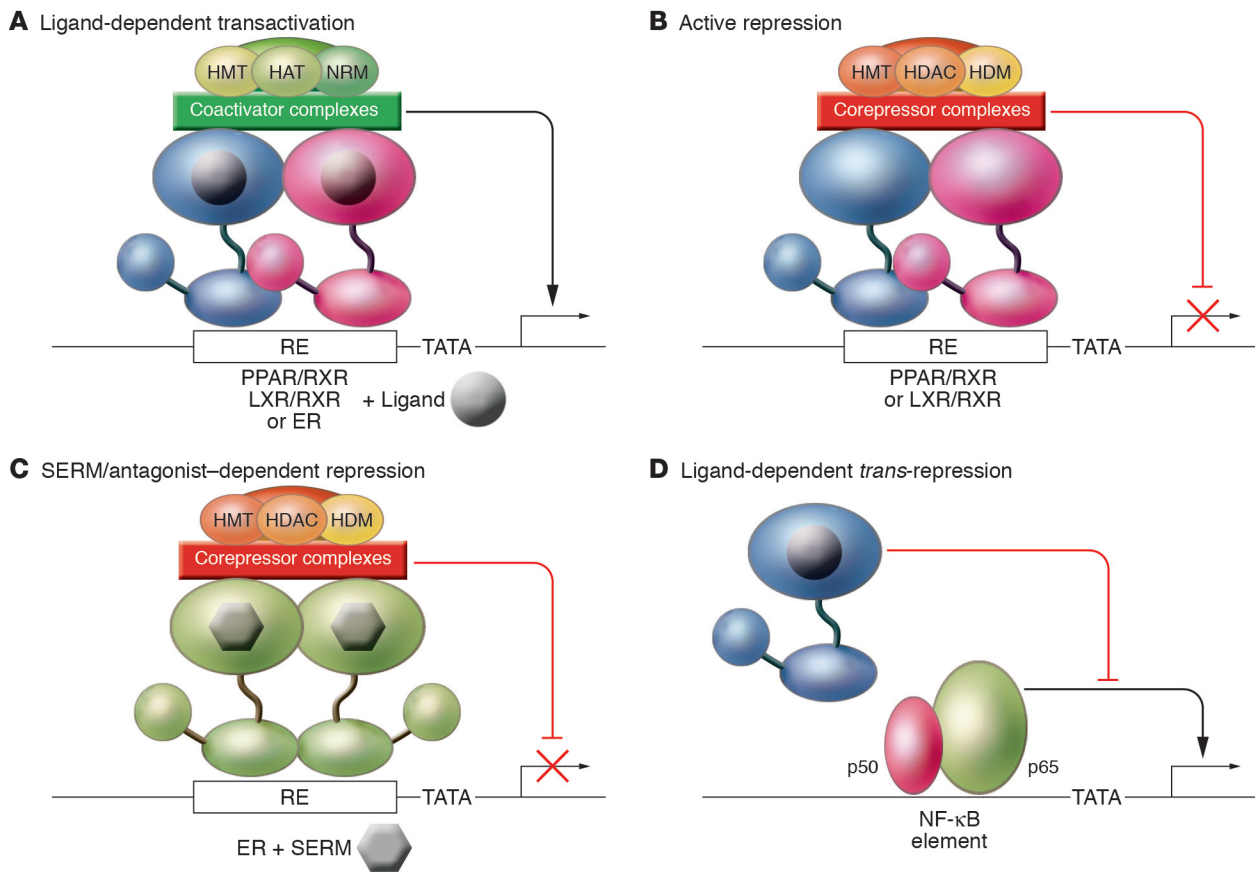 A Ligand-dependent transactivation
HMT HAT NRM
Coactivator complexes
RE
TATA
PPAR/RXR
LXR/RXR
or ER
+ Ligand
B Active repression
HMT HDAC HDM
Corepressor complexes
RE
TATA
PPAR/RXR
or LXR/RXR
C SERM/antagonist–dependent repression
HMT HDAC HDM
Corepressor complexes
RE
TATA
ER + SERM
D Ligand-dependent trans-repression
p50
p65
TATA
NF-κB
element